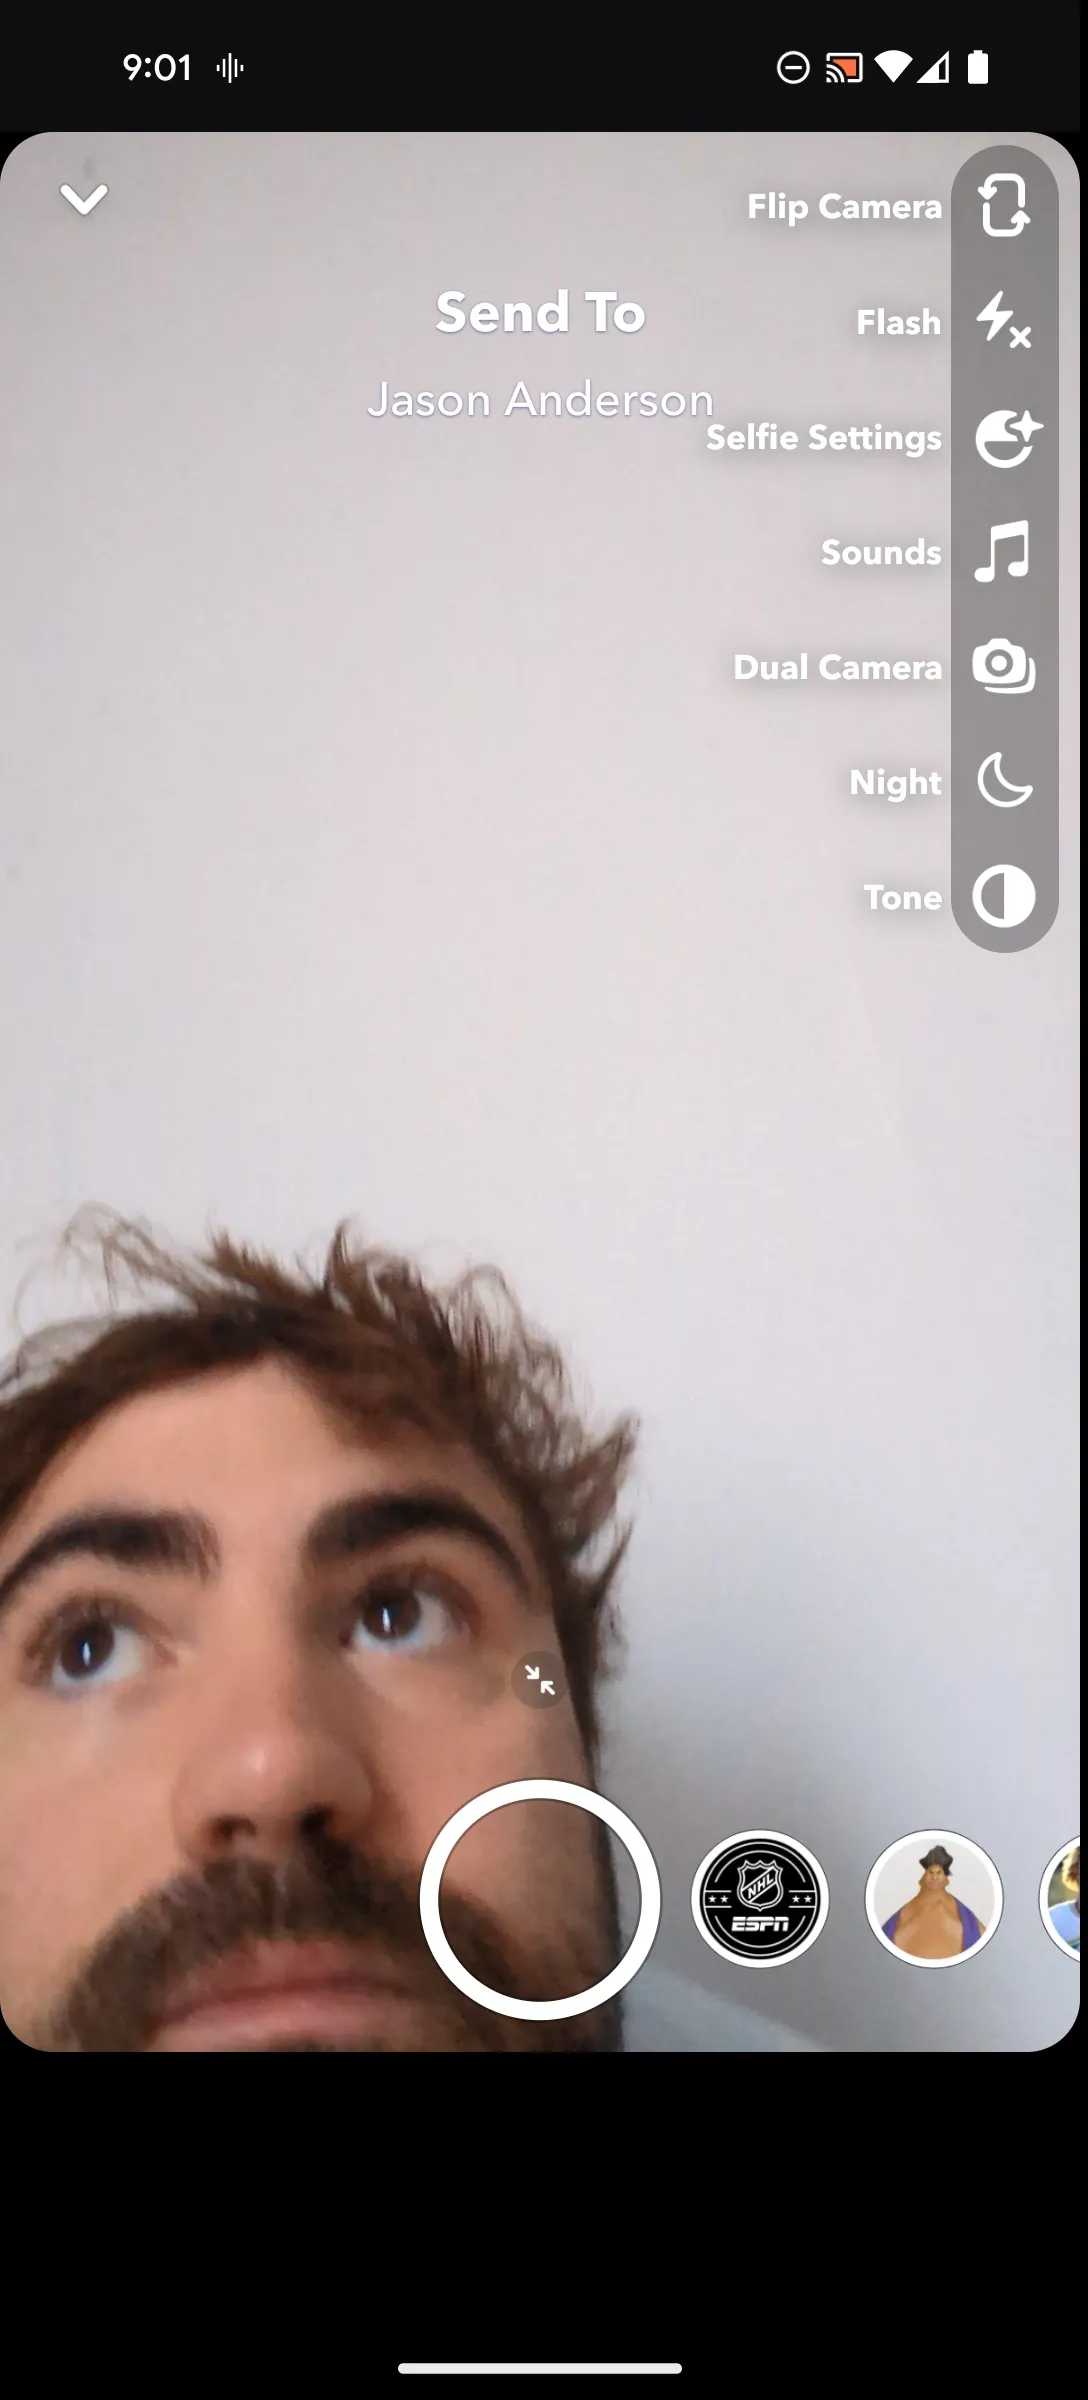 9:01
Flip Camera
Send To
Flash
Jason Anderson
Selfie Settings
Sounds
Dual Camera
Night
Tone
NHL
ESPN